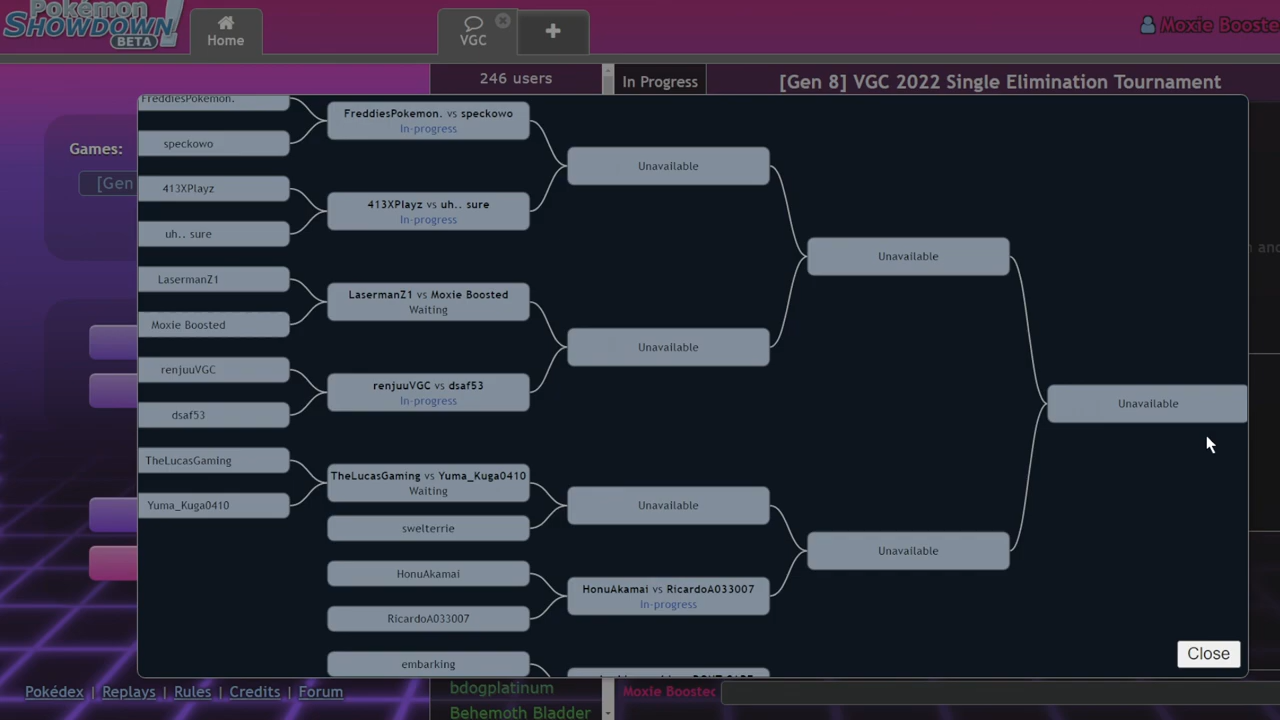 Pokémon
SHOWDOWN!
BETA
Home
VGC
Moxie Booste
246 users
In Progress
[Gen 8] VGC 2022 Single Elimination Tournament
Games:
[Gen
FreddiesPokemon.
speckowo
413XPlayz
uh.. sure
LasermanZ1
Moxie Boosted
renjuuVGC
dsaf53
TheLucasGaming
Yuma_Kuga0410
FreddiesPokemon. vs speckowo
In-progress
413XPlayz vs uh.. sure
In-progress
LasermanZ1 vs Moxie Boosted
Waiting
renjuuVGC vs dsaf53
In-progress
TheLucasGaming vs Yuma_Kuga0410
Waiting
swelterrie
HonuAkamai
RicardoA033007
embarking
Unavailable
Unavailable
Unavailable
HonuAkamai vs RicardoA033007
In-progress
Unavailable
Unavailable
Unavailable
Close
Pokédex | Replays | Rules | Credits | Forum
bdogplatinum
Behemoth Bladder
Moxie Boosted